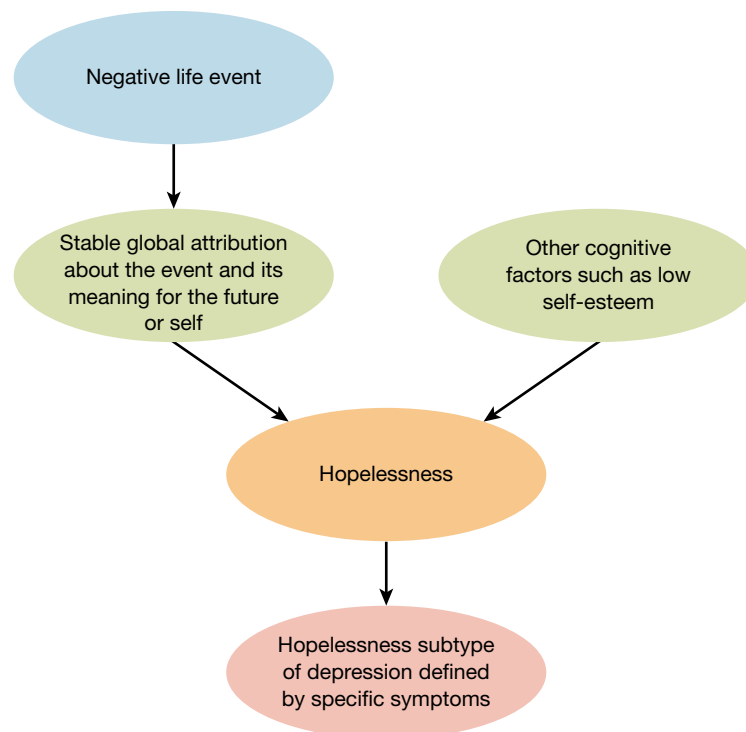 Negative life event
Stable global attribution
about the event and its
meaning for the future
or self
Other cognitive
factors such as low
self-esteem
Hopelessness
Hopelessness subtype
of depression defined
by specific symptoms